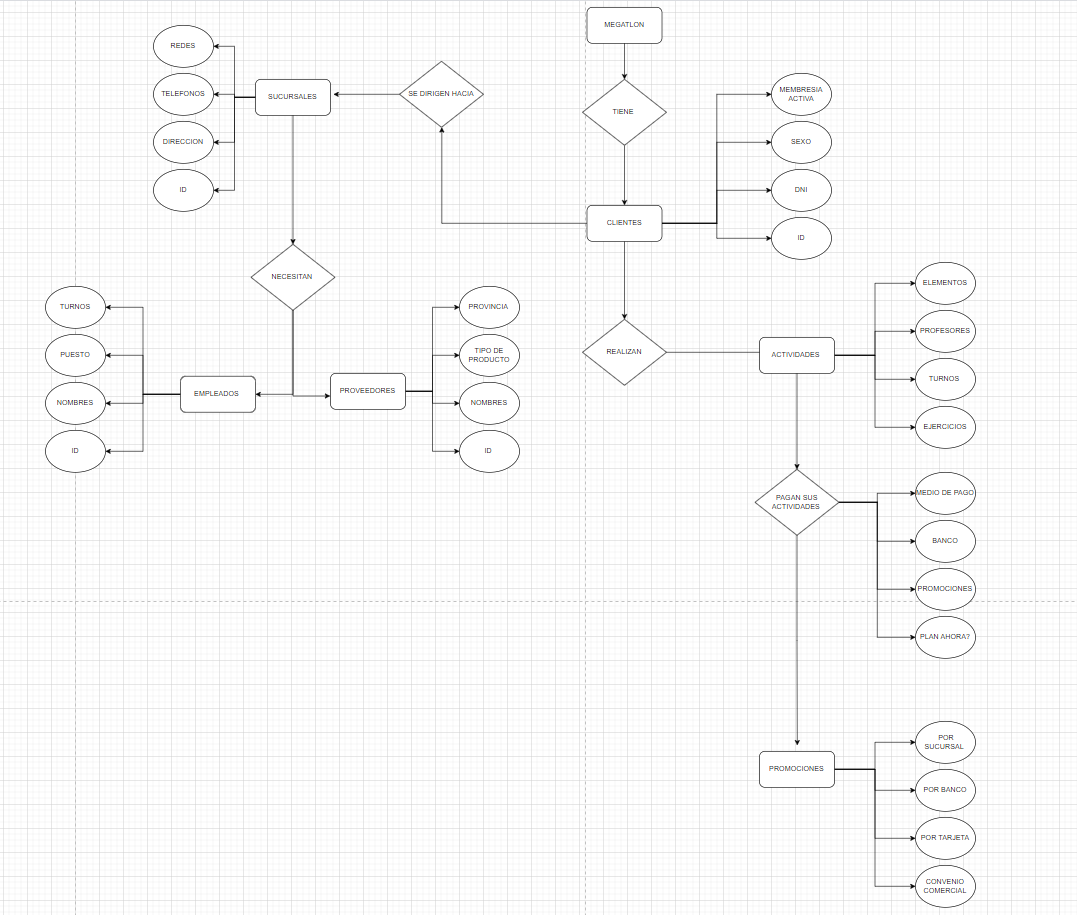 MEGATLON
REDES
TELEFONOS
DIRECCION
ID
SUCURSALES
SE DIRIGEN HACIA
TIENE
MEMBRESIA
ACTIVA
SEXO
DNI
ID
CLIENTES
NECESITAN
TURNOS
PUESTO
NOMBRES
ID
EMPLEADOS
PROVEEDORES
PROVINCIA
TIPO DE
PRODUCTO
NOMBRES
ID
REALIZAN
ACTIVIDADES
ELEMENTOS
PROFESORES
TURNOS
EJERCICIOS
PAGAN SUS
ACTIVIDADES
MEDIO DE PAGO
BANCO
PROMOCIONES
PLAN AHORA?
PROMOCIONES
POR
SUCURSAL
POR BANCO
POR TARJETA
CONVENIO
COMERCIAL